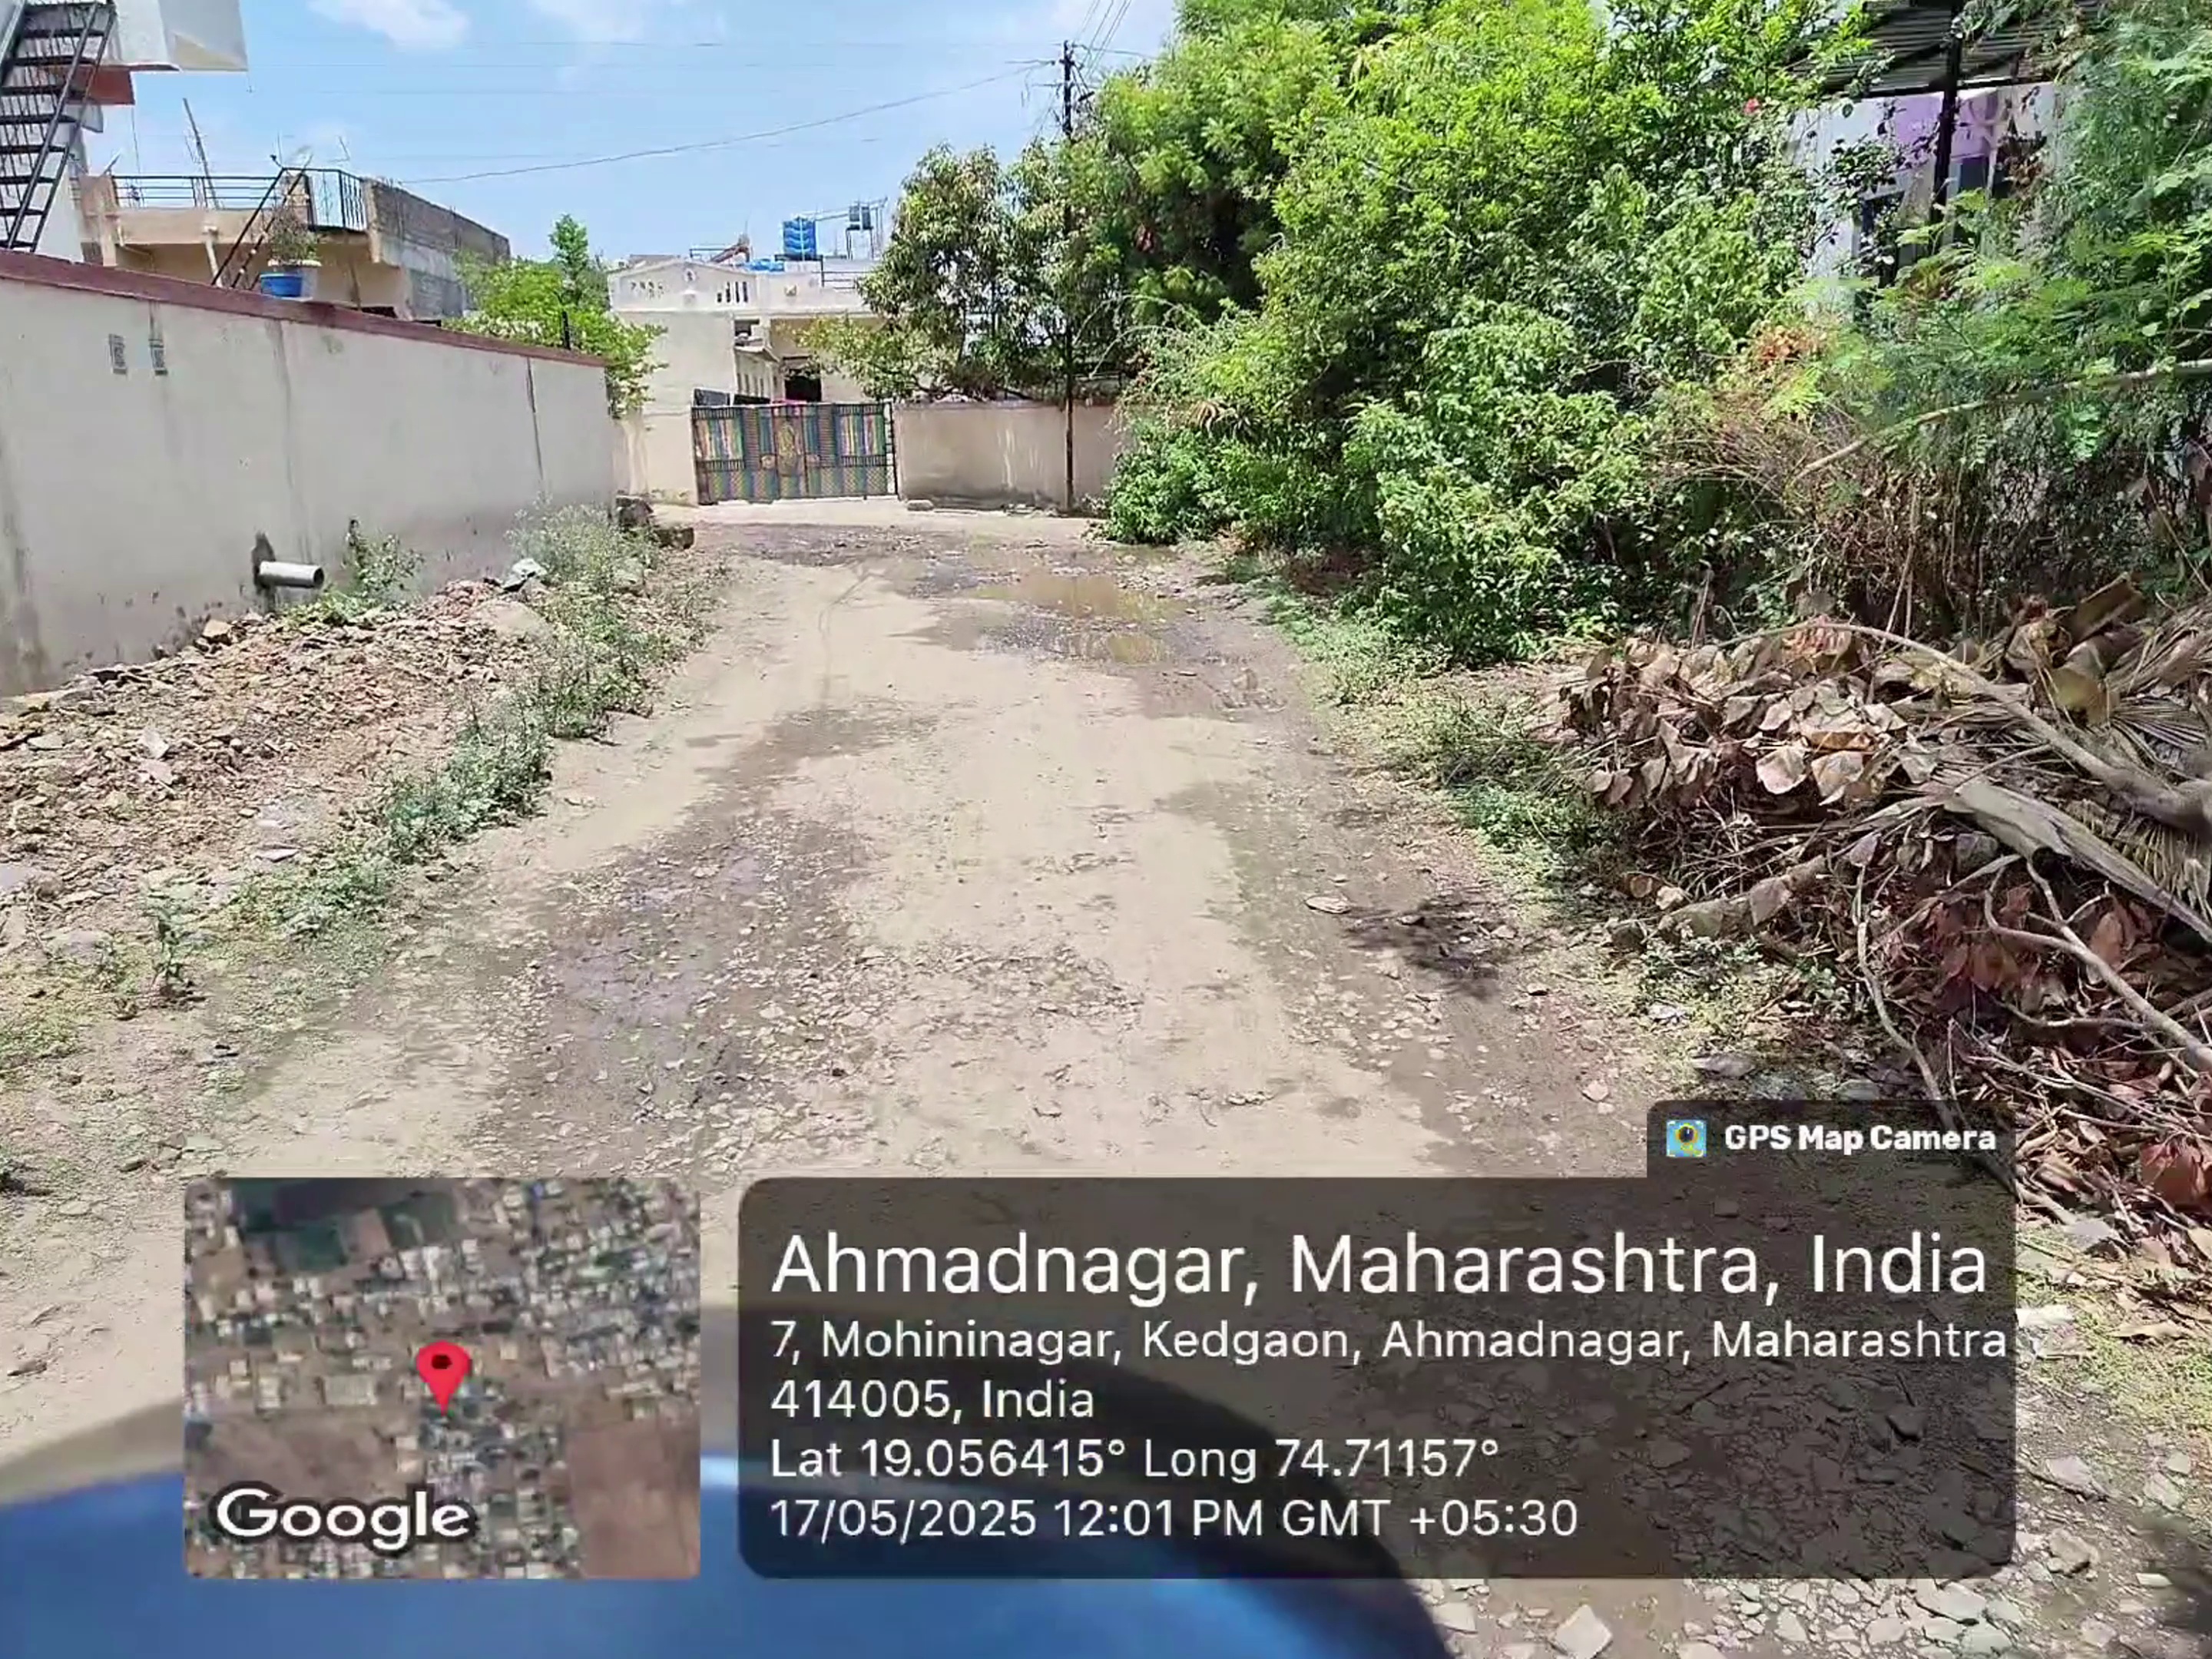 GPS Map Camera
Ahmadnagar, Maharashtra, India
7, Mohininagar, Kedgaon, Ahmadnagar, Maharashtra
414005, India
Lat 19.056415° Long 74.71157°
17/05/2025 12:01 PM GMT +05:30
Google